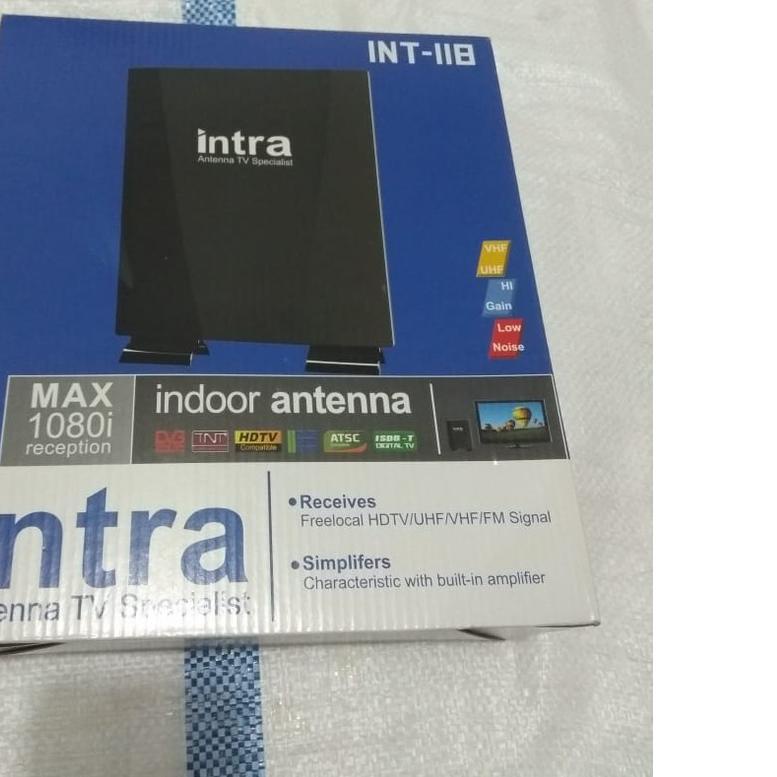 INT-118
intra
Antenna TV Specialist
VHF
UHF
HI
Gain
Low
Noise
MAX
1080i
reception
indoor antenna
DVB
TNT
HDTV
Compatible
ATSC
ISDB-T
DIGITAL TV
ntra
enna TV Specialist
•Receives
Freelocal HDTV/UHF/VHF/FM Signal
•Simplifers
Characteristic with built-in amplifier